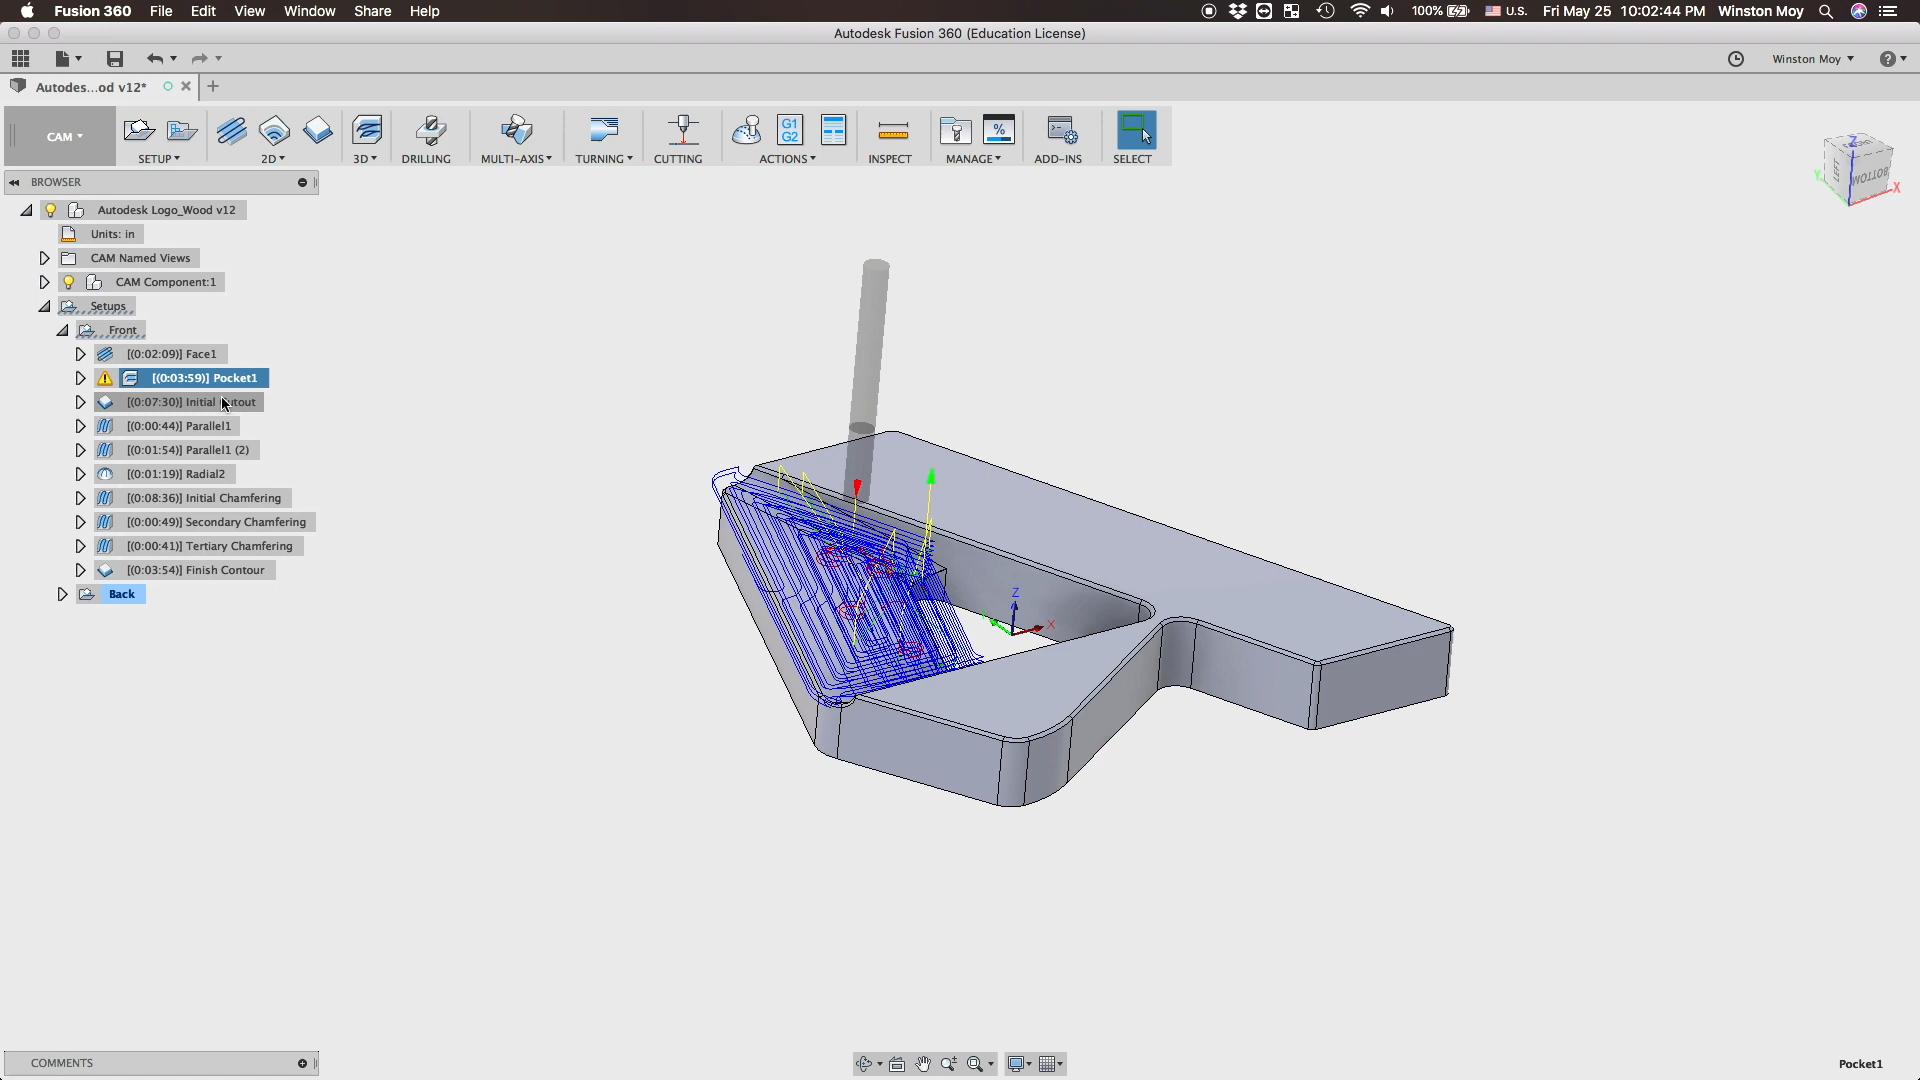 Fusion 360 File Edit View Window Share Help 100% U.S. Fri May 25 10:02:44 PM Winston Moy
Autodesk Fusion 360 (Education License)
Winston Moy
Autodes...od v12*
CAM
G1
G2
%
SETUP 2D 3D DRILLING MULTI-AXIS TURNING CUTTING ACTIONS INSPECT MANAGE ADD-INS SELECT
BROWSER
Autodesk Logo_Wood v12
Units: in
CAM Named Views
CAM Component:1
Setups
Front
[(0:02:09)] Face1
[(0:03:59)] Pocket1
[(0:07:30)] Initial utout
[(0:00:44)] Parallel1
[(0:01:54)] Parallel1 (2)
[(0:01:19)] Radial2
[(0:08:36)] Initial Chamfering
[(0:00:49)] Secondary Chamfering
[(0:00:41)] Tertiary Chamfering
[(0:03:54)] Finish Contour
Back
Z
LEFT
BOTTOM
Y
X
Z
X
COMMENTS
Pocket1